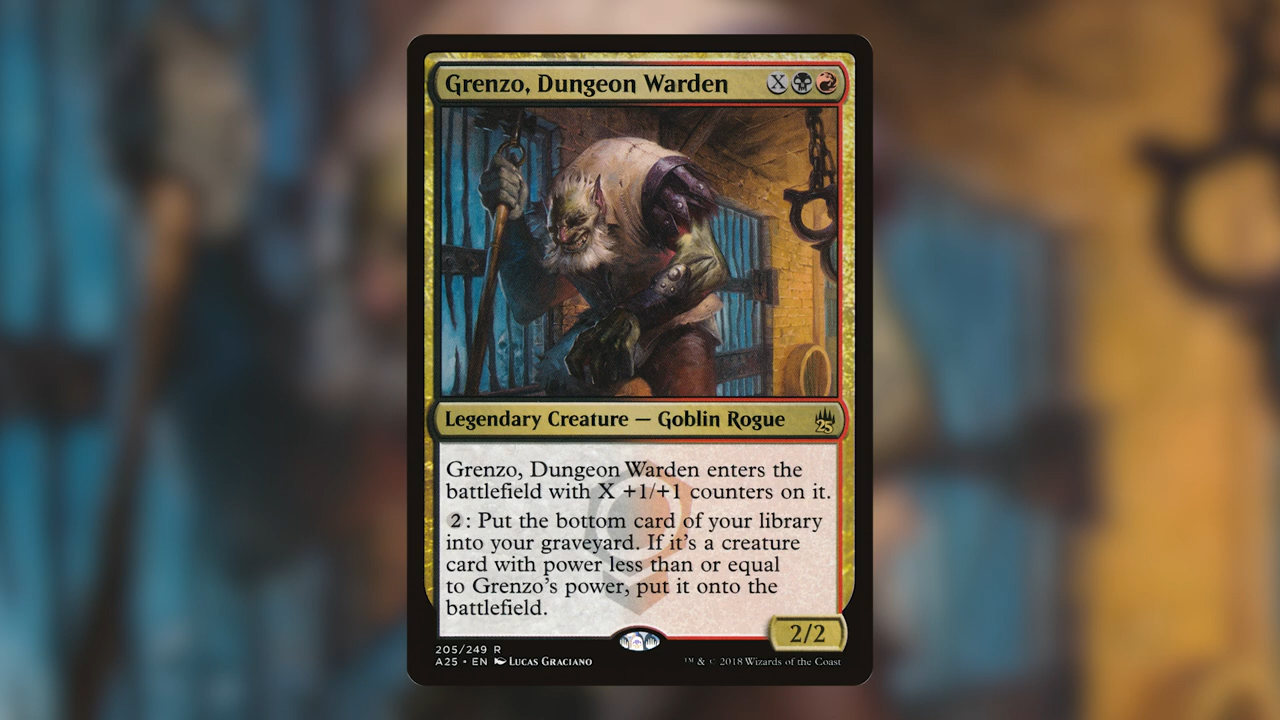 Grenzo, Dungeon Warden X
Legendary Creature — Goblin Rogue 25
Grenzo, Dungeon Warden enters the
battlefield with X +1/+1 counters on it.
2: Put the bottom card of your library
into your graveyard. If it's a creature
card with power less than or equal
to Grenzo's power, put it onto the
battlefield.
2/2
205/249 R
A25 • EN Lucas Graciano
™ & © 2018 Wizards of the Coast